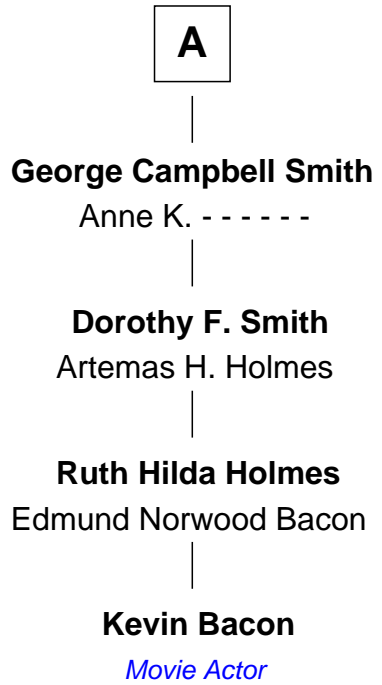 A
George Campbell Smith
Anne K. - - - - - -
Dorothy F. Smith
Artemas H. Holmes
Ruth Hilda Holmes
Edmund Norwood Bacon
Kevin Bacon
Movie Actor